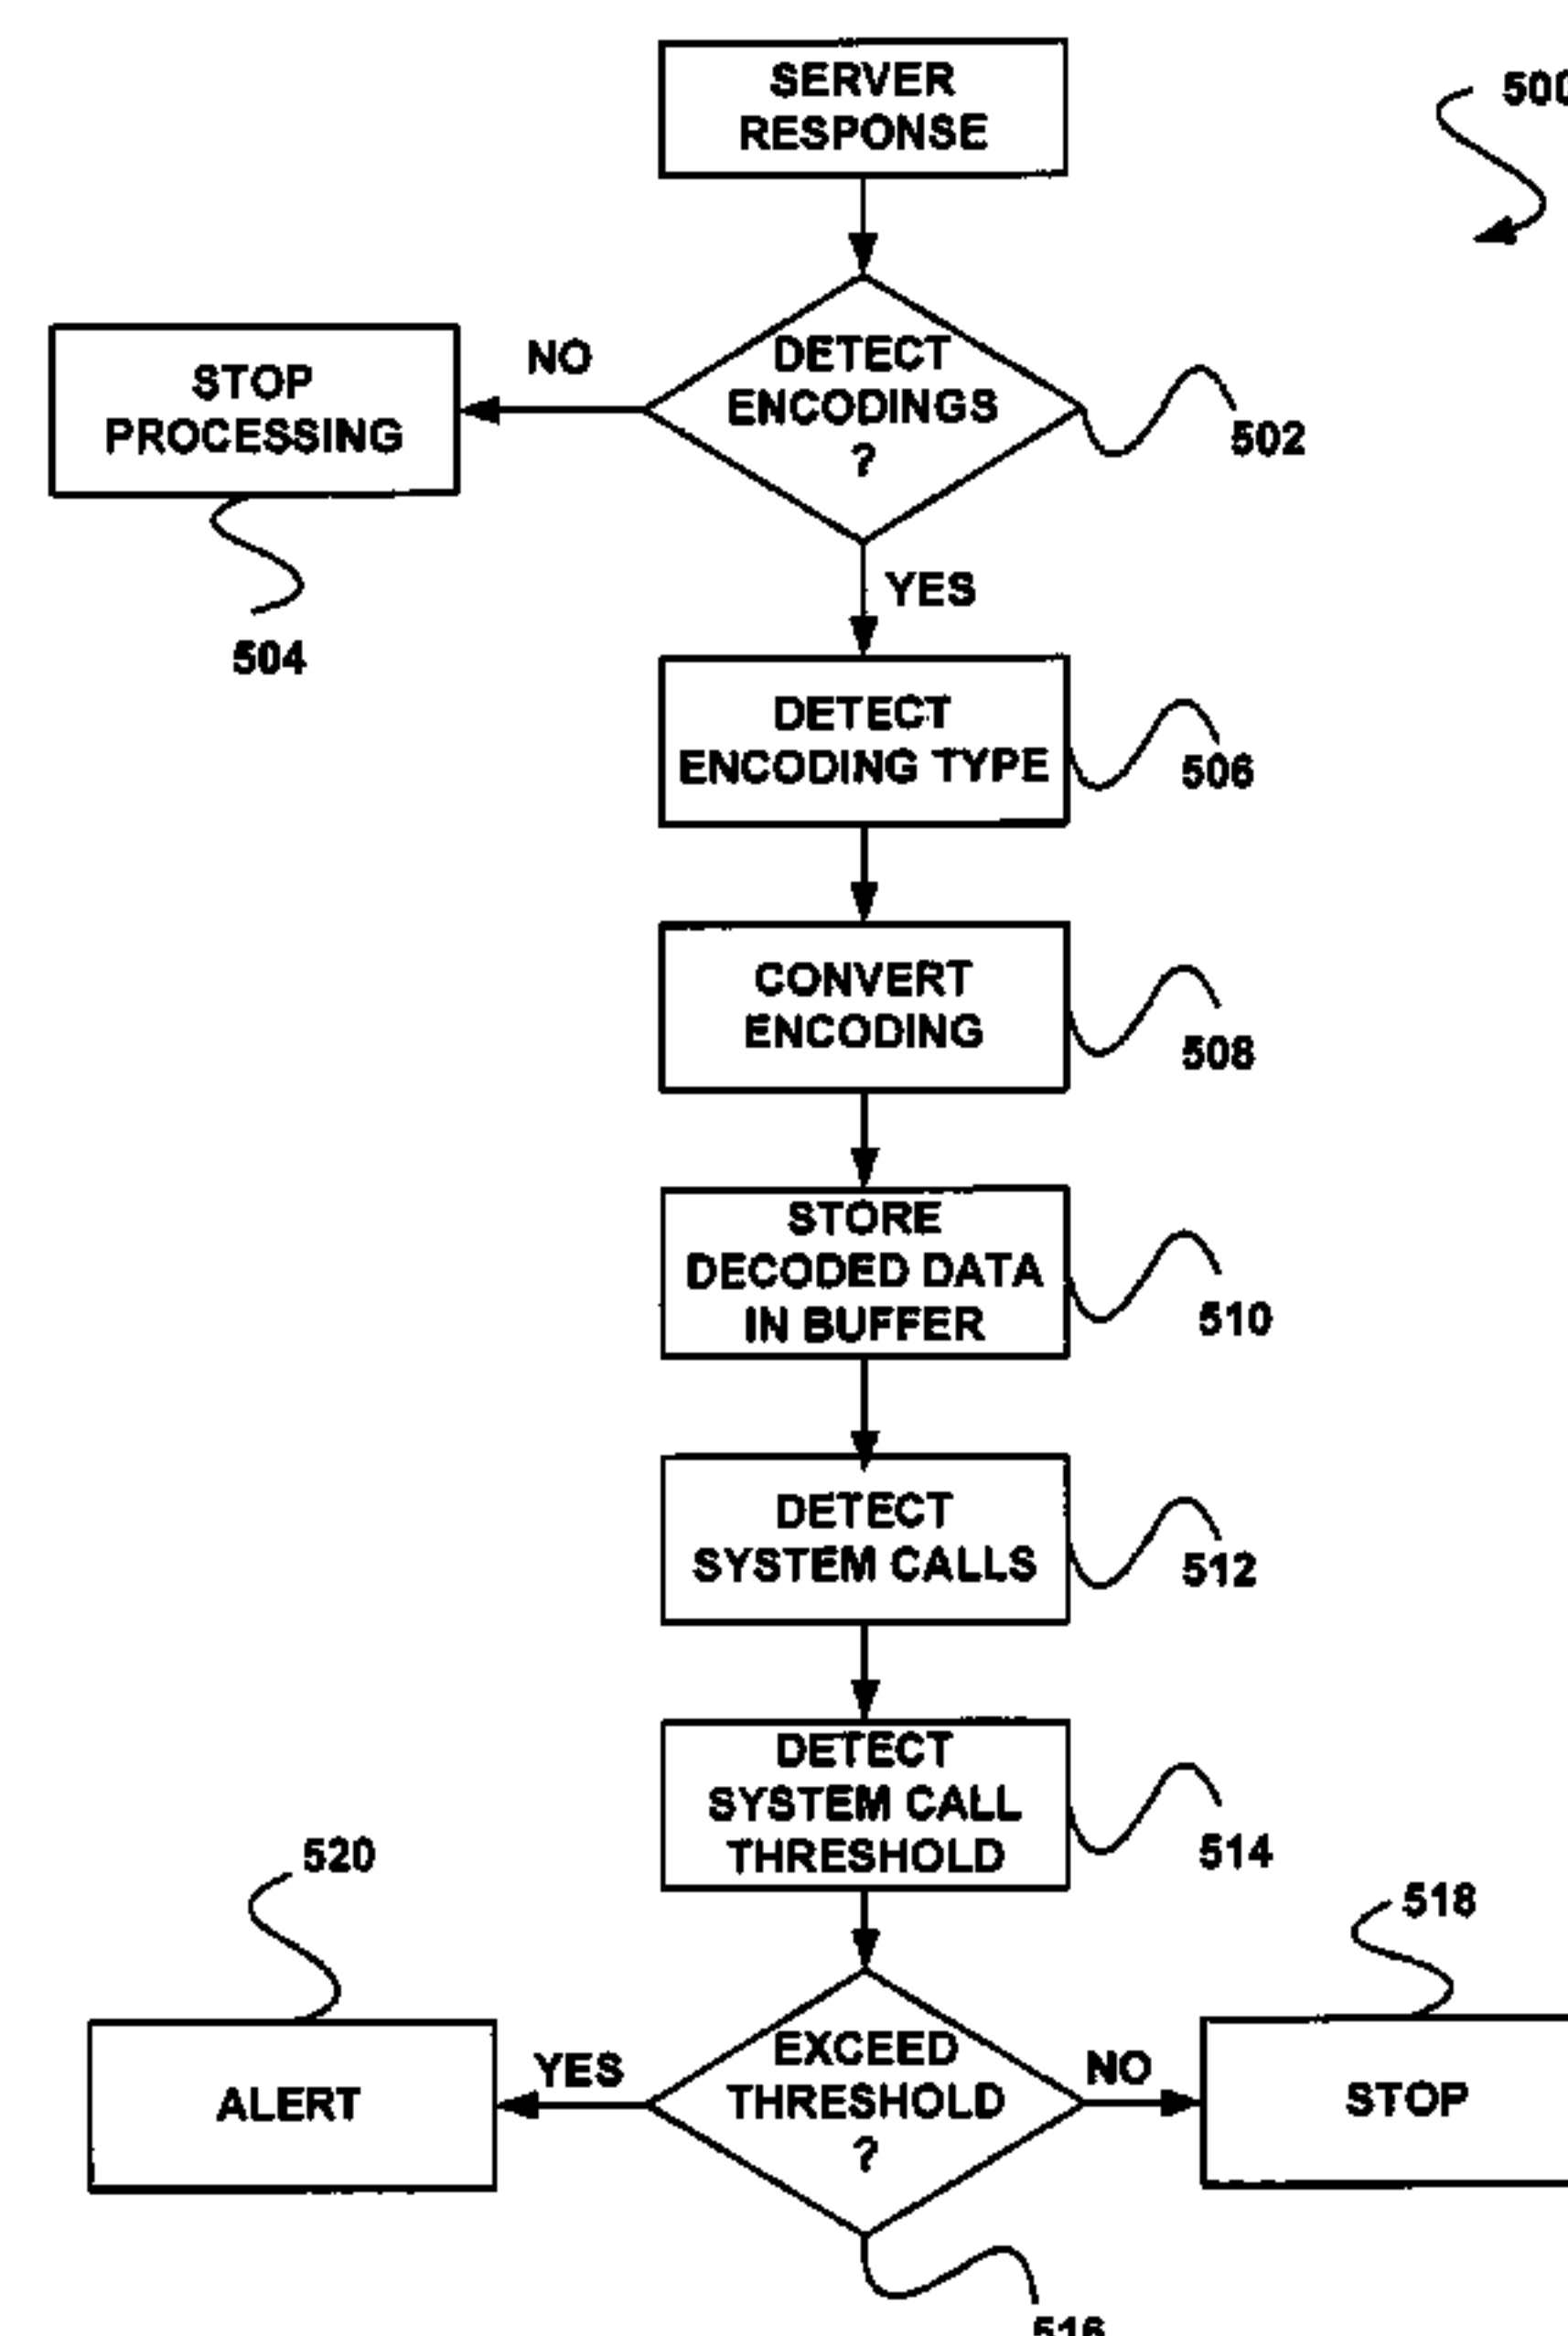 SERVER
RESPONSE
500
DETECT
ENCODINGS
?
NO
STOP
PROCESSING
502
504
YES
DETECT
ENCODING TYPE
506
CONVERT
ENCODING
508
STORE
DECODED DATA
IN BUFFER
510
DETECT
SYSTEM CALLS
512
DETECT
SYSTEM CALL
THRESHOLD
514
520
518
EXCEED
THRESHOLD
?
YES
NO
ALERT
STOP
516